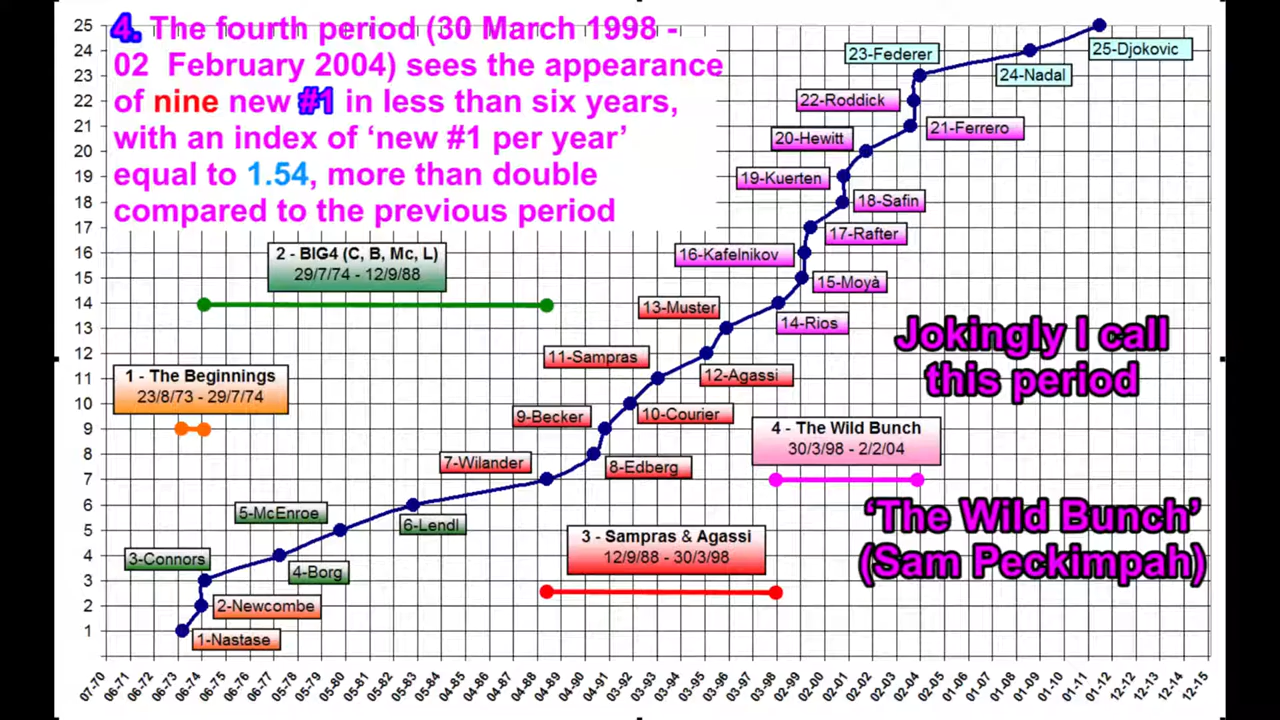 4. The fourth period (30 March 1998 -
02 February 2004) sees the appearance
of nine new #1 in less than six years,
with an index of ‘new #1 per year’
equal to 1.54, more than double
compared to the previous period
25
24
23
22
21
20
19
18
17
16
15
14
13
12
11
10
9
8
7
6
5
4
3
2
1
23-Federer
25-Djokovic
24-Nadal
22-Roddick
21-Ferrero
20-Hewitt
19-Kuerten
18-Safin
17-Rafter
16-Kafelnikov
15-Moyà
14-Rios
13-Muster
11-Sampras
12-Agassi
9-Becker
10-Courier
7-Wilander
8-Edberg
5-McEnroe
6-Lendl
3-Connors
4-Borg
2-Newcombe
1-Nastase
2 - BIG4 (C, B, Mc, L)
29/7/74 - 12/9/88
1 - The Beginnings
23/8/73 - 29/7/74
Jokingly I call
this period
4 - The Wild Bunch
30/3/98 - 2/2/04
‘The Wild Bunch’
(Sam Peckimpah)
3 - Sampras & Agassi
12/9/88 - 30/3/98
07-70
06-71
06-72
06-73
06-74
06-75
05-76
06-77
05-78
05-79
05-80
05-81
05-82
05-83
05-84
04-85
04-86
04-87
04-88
04-89
04-90
04-91
03-92
03-93
03-94
03-95
03-96
03-97
03-98
02-99
02-00
02-01
02-02
02-03
02-04
01-05
01-06
01-07
01-08
01-09
01-10
01-11
01-12
12-12
12-13
12-14
12-15